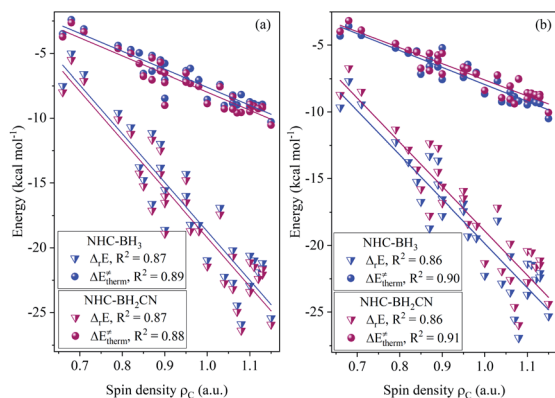 (a)
-5
-10
-15
-20
-25
Energy (kcal mol⁻¹)
NHC-BH₃
ΔᵣE, R² = 0.87
ΔE≠therm, R² = 0.89
NHC-BH₂CN
ΔᵣE, R² = 0.87
ΔE≠therm, R² = 0.88
0.7 0.8 0.9 1.0 1.1
Spin density ρC (a.u.)
(b)
-5
-10
-15
-20
-25
Energy (kcal mol⁻¹)
NHC-BH₃
ΔᵣE, R² = 0.86
ΔE≠therm, R² = 0.90
NHC-BH₂CN
ΔᵣE, R² = 0.86
ΔE≠therm, R² = 0.91
0.7 0.8 0.9 1.0 1.1
Spin density ρC (a.u.)